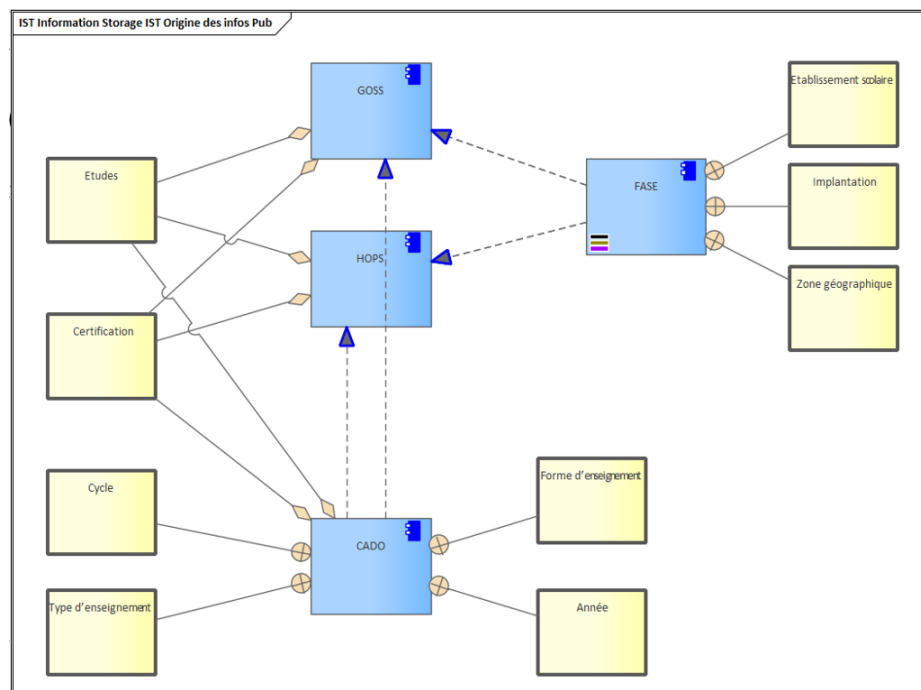 IST Information Storage IST Origine des infos Pub
GOSS
Etablissement scolaire
Etudes
FASE
Implantation
HOPS
Zone géographique
Certification
Cycle
Forme d'enseignement
CADO
Type d'enseignement
Année